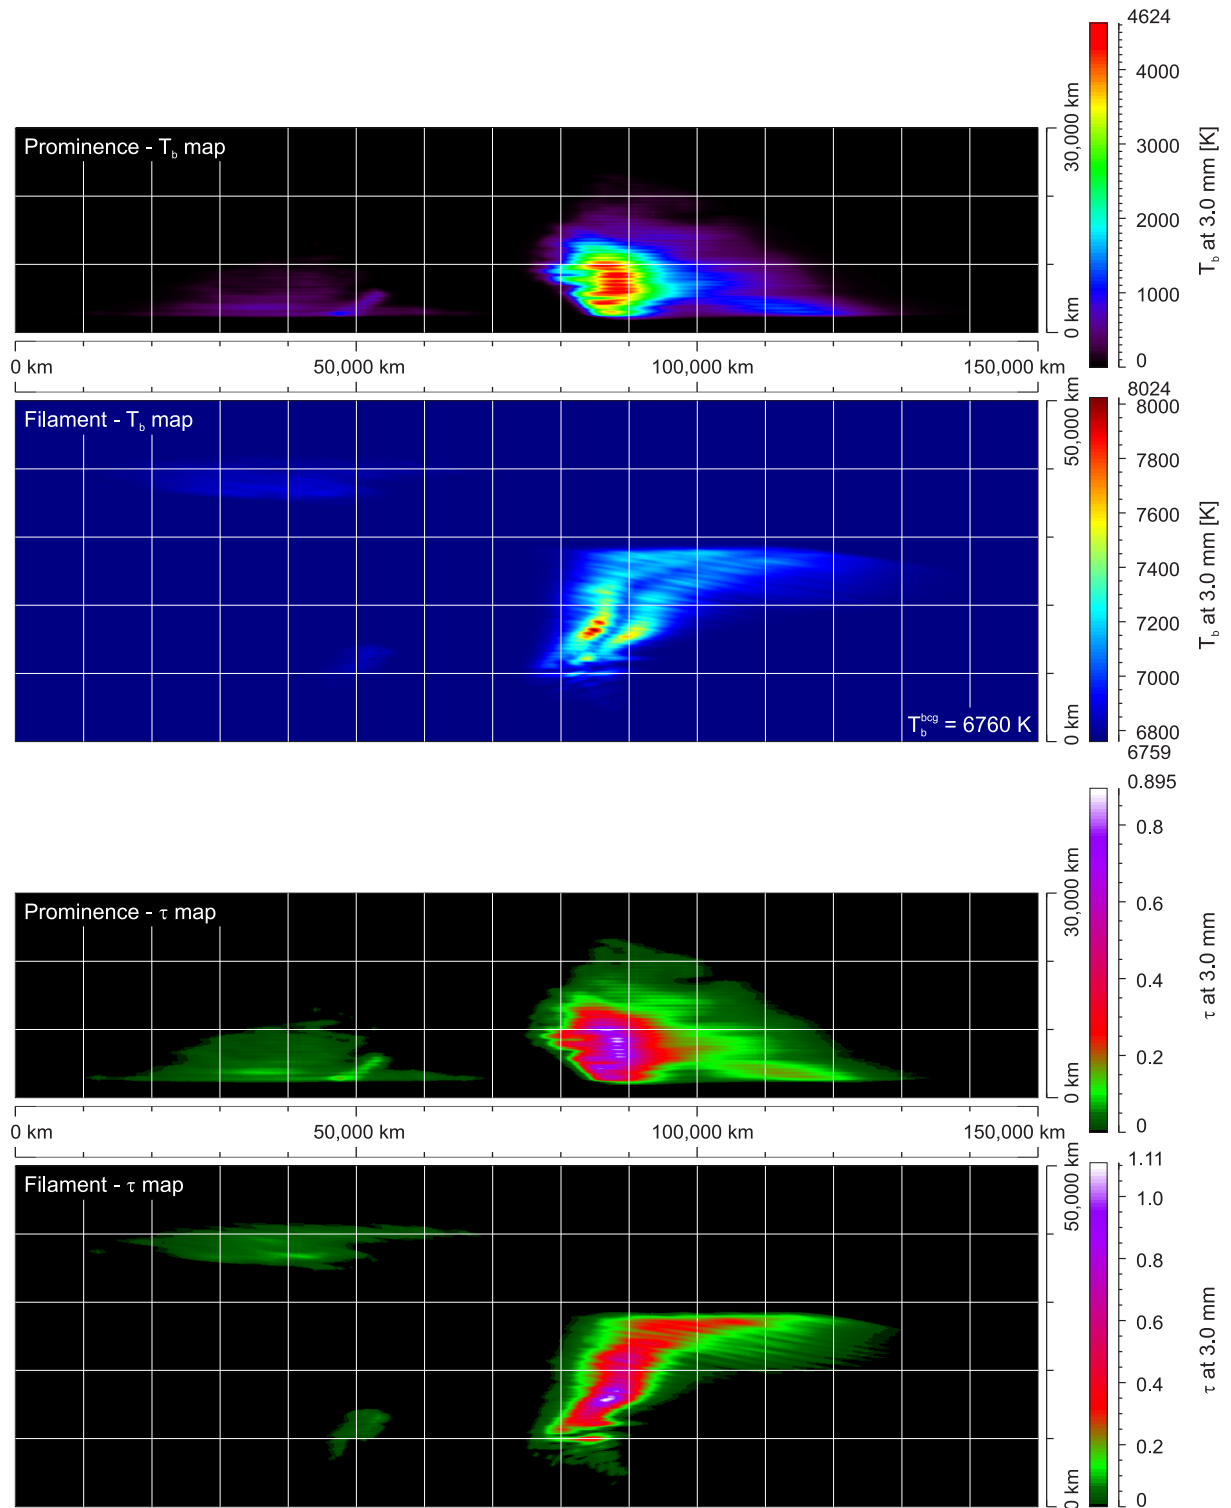 4624
4000
3000
2000
1000
0
T_b at 3.0 mm [K]
Prominence - T_b map
30,000 km
0 km
0 km
50,000 km
100,000 km
150,000 km
8024
8000
7800
7600
7400
7200
7000
6800
6759
T_b at 3.0 mm [K]
Filament - T_b map
50,000 km
0 km
T_b^bcg = 6760 K
0.895
0.8
0.6
0.4
0.2
0
τ at 3.0 mm
Prominence - τ map
30,000 km
0 km
0 km
50,000 km
100,000 km
150,000 km
1.11
1.0
0.8
0.6
0.4
0.2
0
τ at 3.0 mm
Filament - τ map
50,000 km
0 km